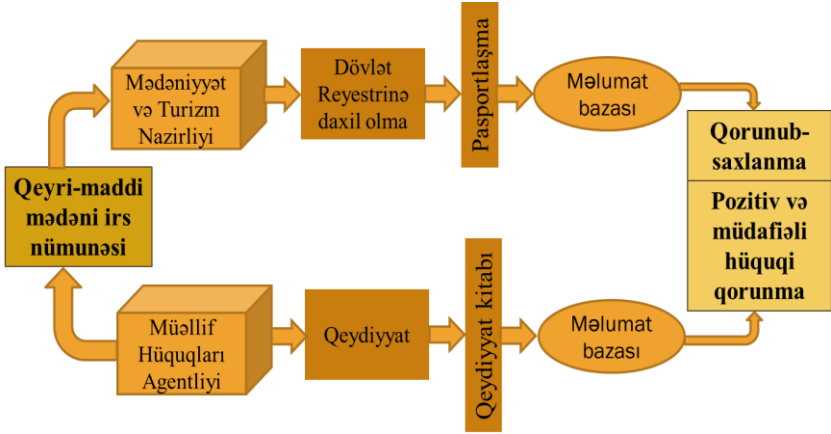 Mədəniyyət
və Turizm
Nazirliyi
Dövlət
Reyestrinə
daxil olma
Pasportlaşma
Məlumat
bazası
Qorunub-
saxlanma
Qeyri-maddi
mədəni irs
nümunəsi
Pozitiv və
müdafiəli
hüquqi
qorunma
Müəllif
Hüquqları
Agentliyi
Qeydiyyat
Qeydiyyat kitabı
Məlumat
bazası